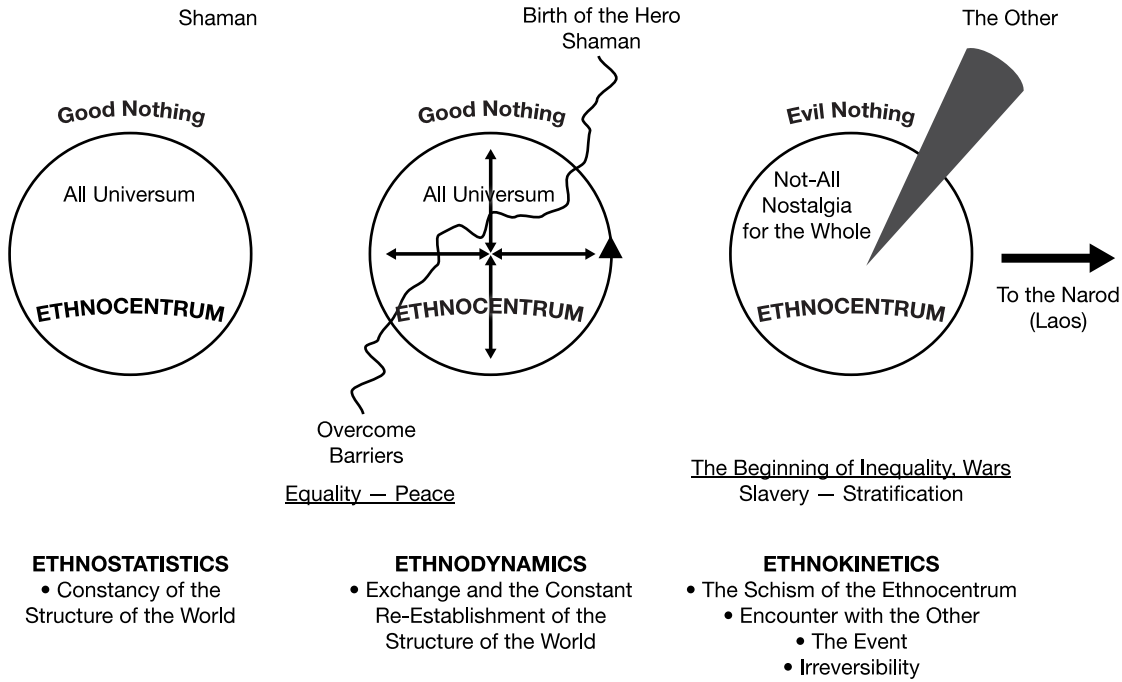 Shaman
Good Nothing
All Universum
ETHNOCENTRUM
Birth of the Hero
Shaman
Good Nothing
All Universum
ETHNOCENTRUM
Overcome
Barriers
Equality — Peace
The Other
Evil Nothing
Not-All
Nostalgia
for the Whole
ETHNOCENTRUM
To the Narod
(Laos)
The Beginning of Inequality, Wars
Slavery — Stratification
ETHNOSTATISTICS
• Constancy of the
Structure of the World
ETHNODYNAMICS
• Exchange and the Constant
Re-Establishment of the
Structure of the World
ETHNOKINETICS
• The Schism of the Ethnocentrum
• Encounter with the Other
• The Event
• Irreversibility